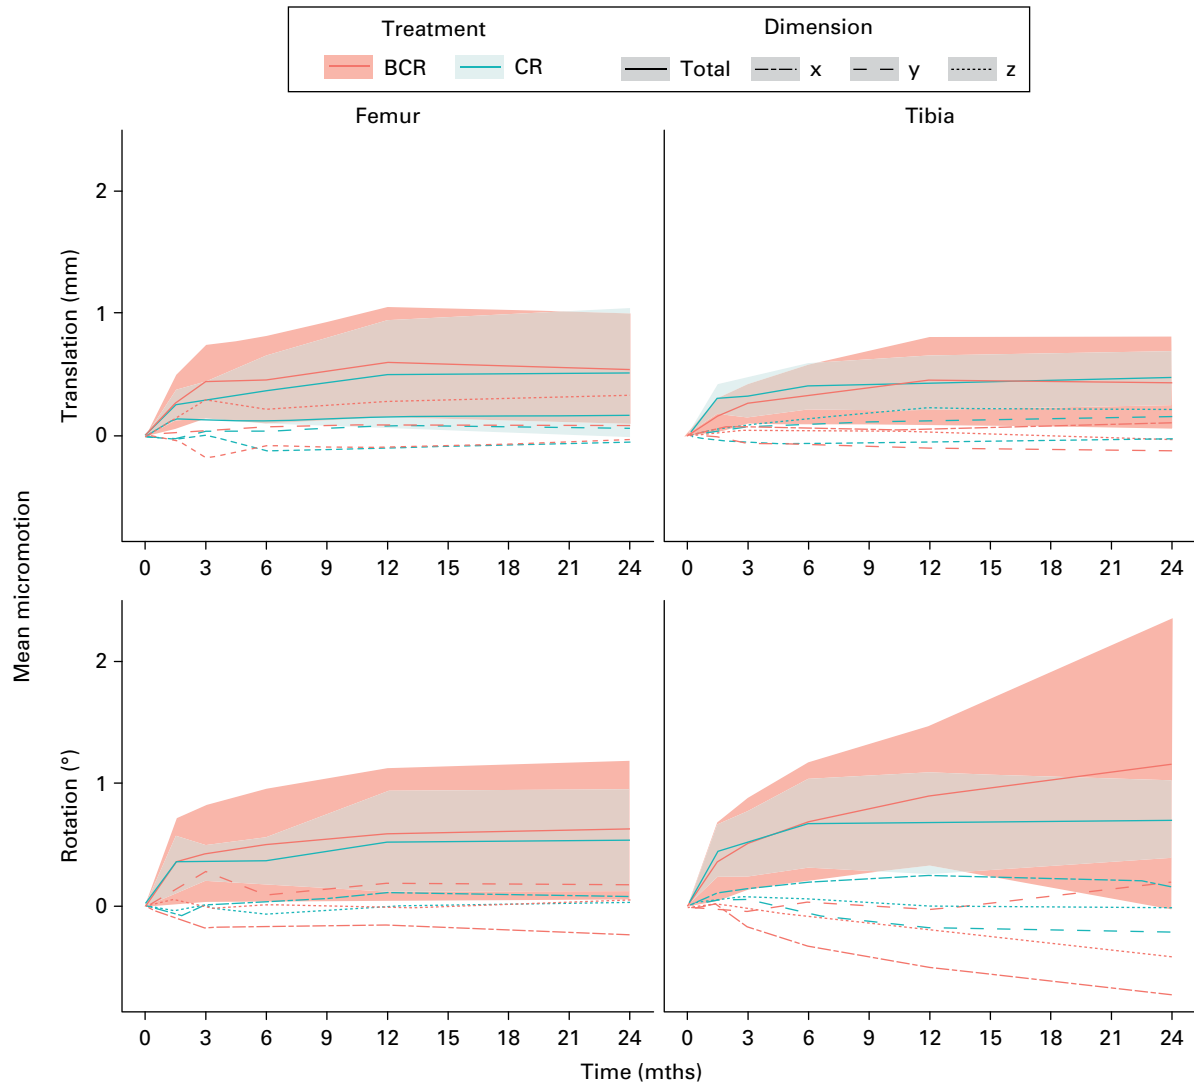 Treatment Dimension
BCR CR Total x y z
Femur Tibia
Mean micromotion
Translation (mm)
2
1
0
0 3 6 9 12 15 18 21 24 0 3 6 9 12 15 18 21 24
Rotation (°)
2
1
0
0 3 6 9 12 15 18 21 24 0 3 6 9 12 15 18 21 24
Time (mths)